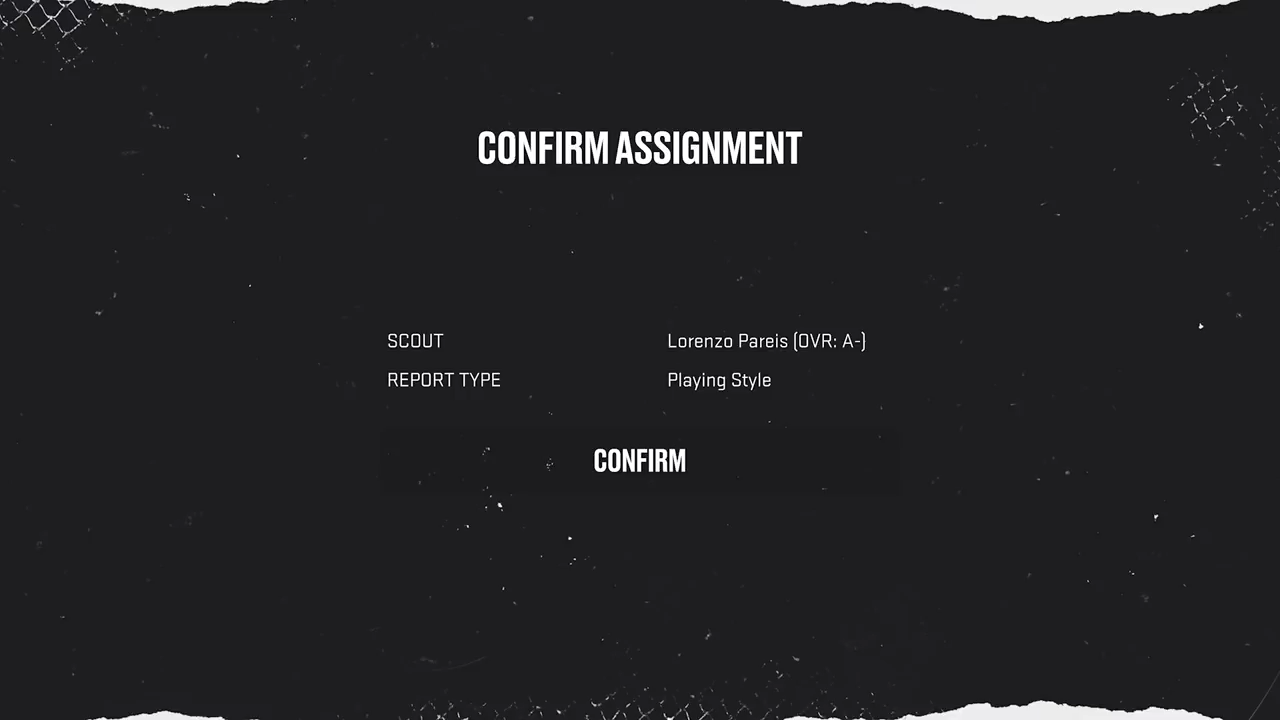 CONFIRM ASSIGNMENT
SCOUT Lorenzo Pareis (OVR: A-)
REPORT TYPE Playing Style
CONFIRM